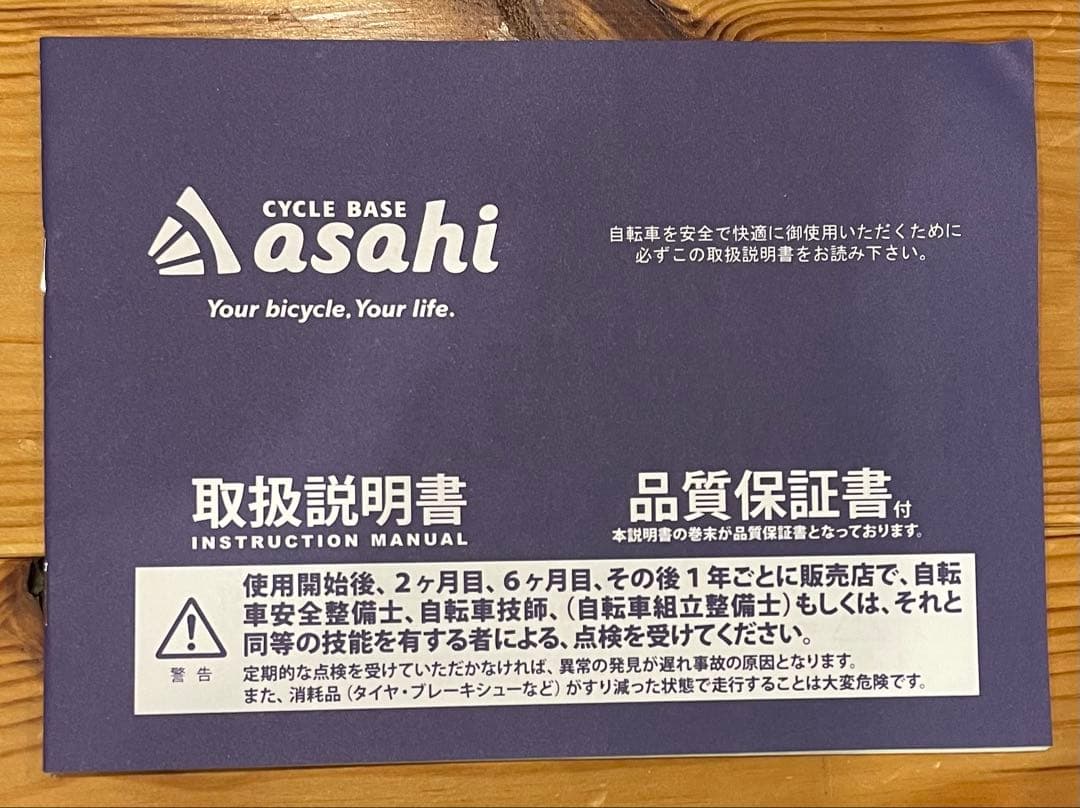 CYCLE BASE
asahi
Your bicycle, Your life.
自転車を安全で快適に御使用いただくために
必ずこの取扱説明書をお読み下さい。
取扱説明書
INSTRUCTION MANUAL
品質保証書付
本説明書の巻末が品質保証書となっております。
使用開始後、2ヶ月目、6ヶ月目、その後1年ごとに販売店で、自転
車安全整備士、自転車技師、(自転車組立整備士)もしくは、それと
同等の技能を有する者による、点検を受けてください。
警告
定期的な点検を受けていただかなければ、異常の発見が遅れ事故の原因となります。
また、消耗品(タイヤ・ブレーキシューなど)がすり減った状態で走行することは大変危険です。